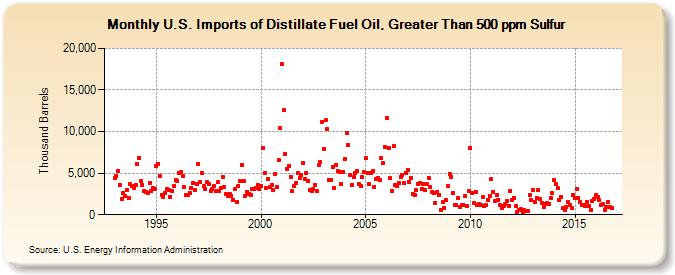 Monthly U.S. Imports of Distillate Fuel Oil, Greater Than 500 ppm Sulfur
Thousand Barrels
20,000
15,000
10,000
5,000
0
1995 2000 2005 2010 2015
Source: U.S. Energy Information Administration